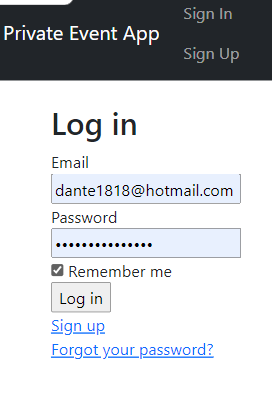 Sign In
Private Event App
Sign Up
Log in
Email
dante1818@hotmail.com
Password
•••••••••••••••
Remember me
Log in
Sign up
Forgot your password?